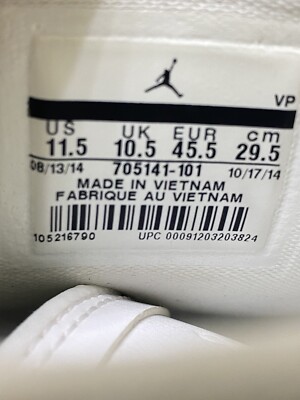 VP
US UK EUR cm
11.5 10.5 45.5 29.5
08/13/14 705141-101 10/17/14
MADE IN VIETNAM
FABRIQUE AU VIETNAM
105216790 UPC 00091203203824